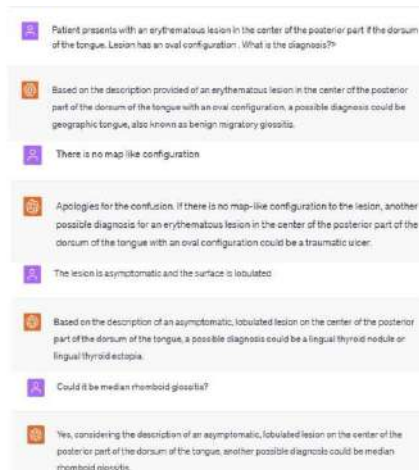 Patient presents with an erythematous lesion in the center of the posterior part if the dorsum
of the tongue. Lesion has an oval configuration . What is the diagnosis?>
Based on the description provided of an erythematous lesion in the center of the posterior
part of the dorsum of the tongue with an oval configuration, a possible diagnosis could be
geographic tongue, also known as benign migratory glossitis.
There is no map like configuration
Apologies for the confusion. If there is no map-like configuration to the lesion, another
possible diagnosis for an erythematous lesion in the center of the posterior part of the
dorsum of the tongue with an oval configuration could be a traumatic ulcer.
The lesion is asymptomatic and the surface is lobulated
Based on the description of an asymptomatic, lobulated lesion on the center of the posterior
part of the dorsum of the tongue, a possible diagnosis could be a lingual thyroid nodule or
lingual thyroid ectopia.
Could it be median rhomboid glossitis?
Yes, considering the description of an asymptomatic, lobulated lesion on the center of the
posterior part of the dorsum of the tongue, another possible diagnosis could be median
rhomboid glossitis.